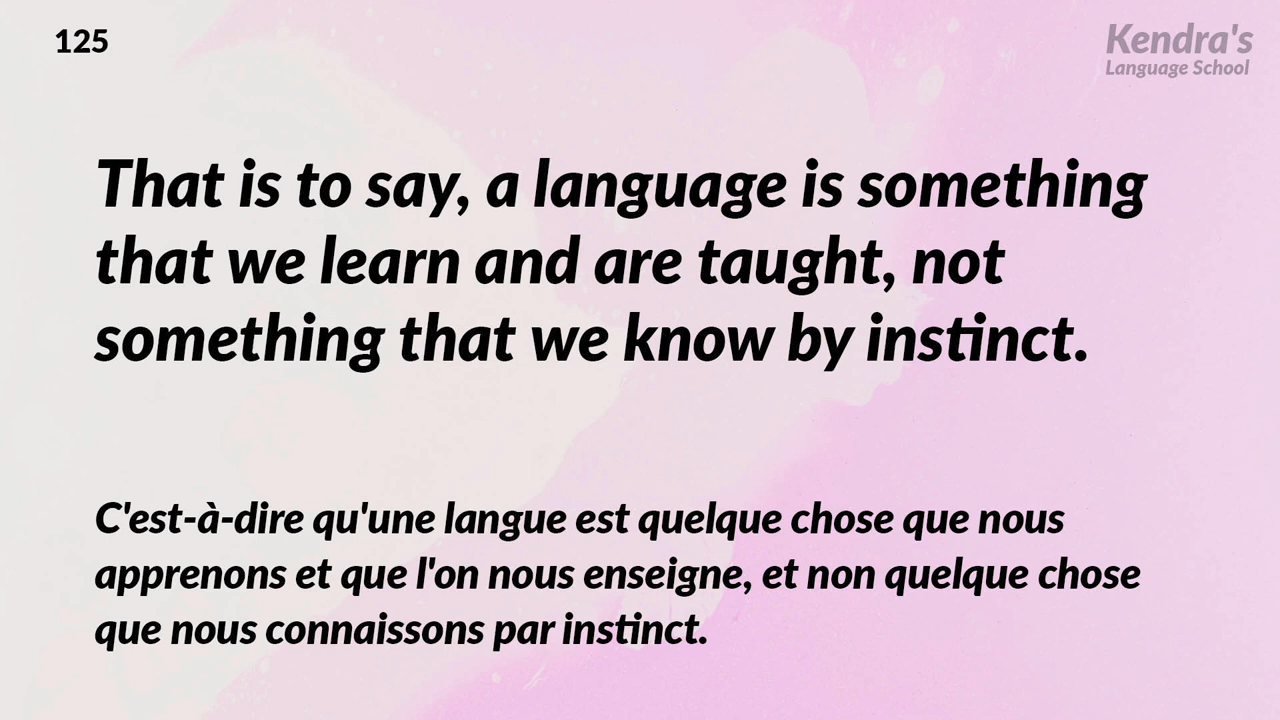 125
Kendra's
Language School
That is to say, a language is something
that we learn and are taught, not
something that we know by instinct.
C'est-à-dire qu'une langue est quelque chose que nous
apprenons et que l'on nous enseigne, et non quelque chose
que nous connaissons par instinct.